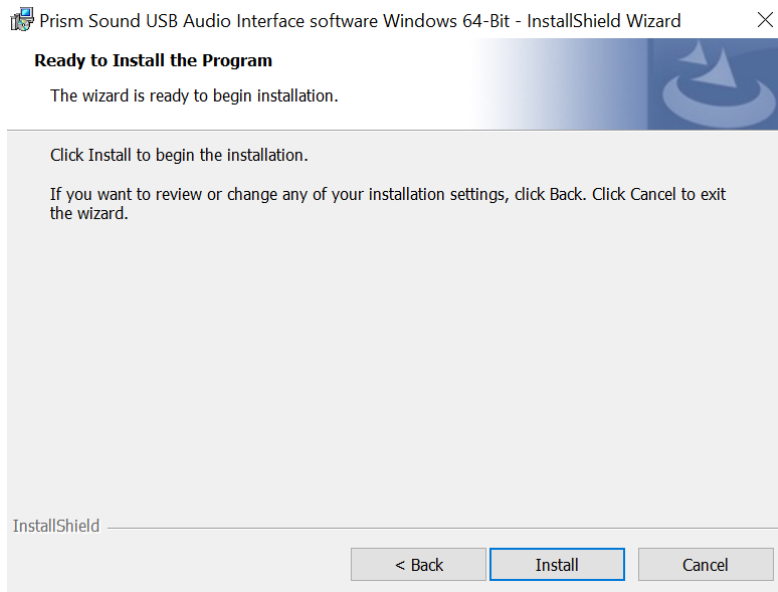 Prism Sound USB Audio Interface software Windows 64-Bit - InstallShield Wizard
Ready to Install the Program
The wizard is ready to begin installation.
Click Install to begin the installation.
If you want to review or change any of your installation settings, click Back. Click Cancel to exit
the wizard.
InstallShield
< Back
Install
Cancel